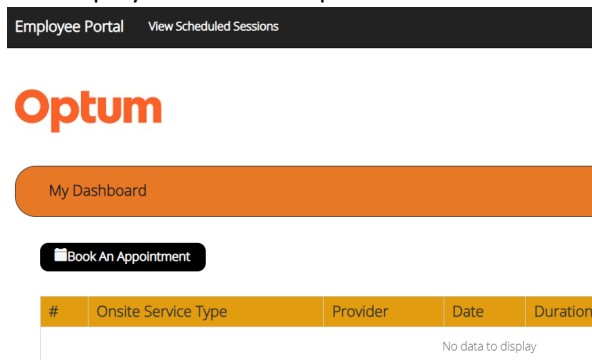 Employee Portal View Scheduled Sessions
Optum
My Dashboard
Book An Appointment
# Onsite Service Type Provider Date Duration
No data to display